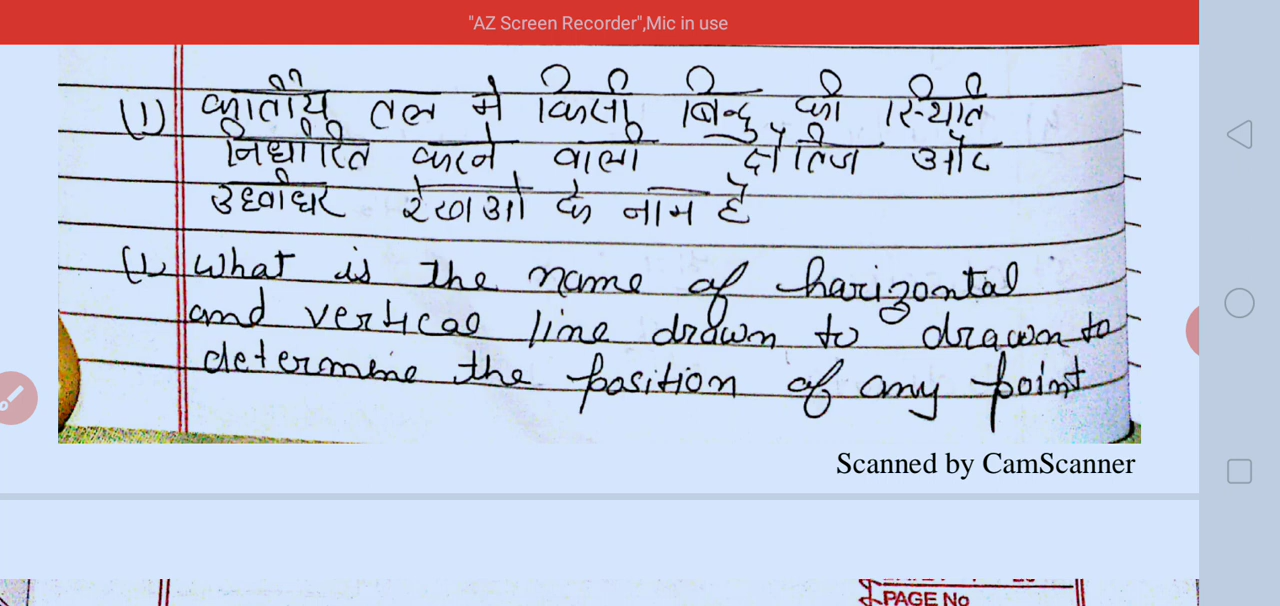 "AZ Screen Recorder",Mic in use
(1) कार्तीय तल मे किसी बिन्दु की स्थिति
निर्धारित करने वाली क्षैतिज और
उर्ध्वाधर रेखाओ के नाम है
(1. What is the name of harizontal
and vertical line drawn to drawn to
determine the position of any point
Scanned by CamScanner
PAGE No